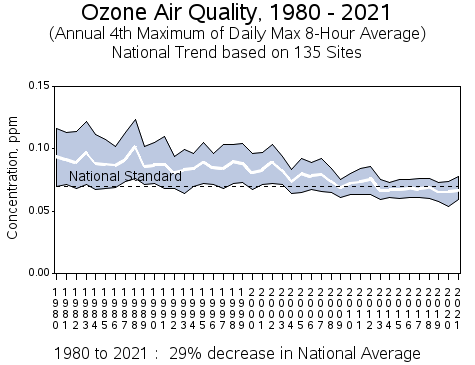 Ozone Air Quality, 1980 - 2021
(Annual 4th Maximum of Daily Max 8-Hour Average)
National Trend based on 135 Sites
Concentration, ppm
0.15
0.10
0.05
0.00
National Standard
1980 1981 1982 1983 1984 1985 1986 1987 1988 1989 1990 1991 1992 1993 1994 1995 1996 1997 1998 1999 2000 2001 2002 2003 2004 2005 2006 2007 2008 2009 2010 2011 2012 2013 2014 2015 2016 2017 2018 2019 2020 2021
1980 to 2021 : 29% decrease in National Average